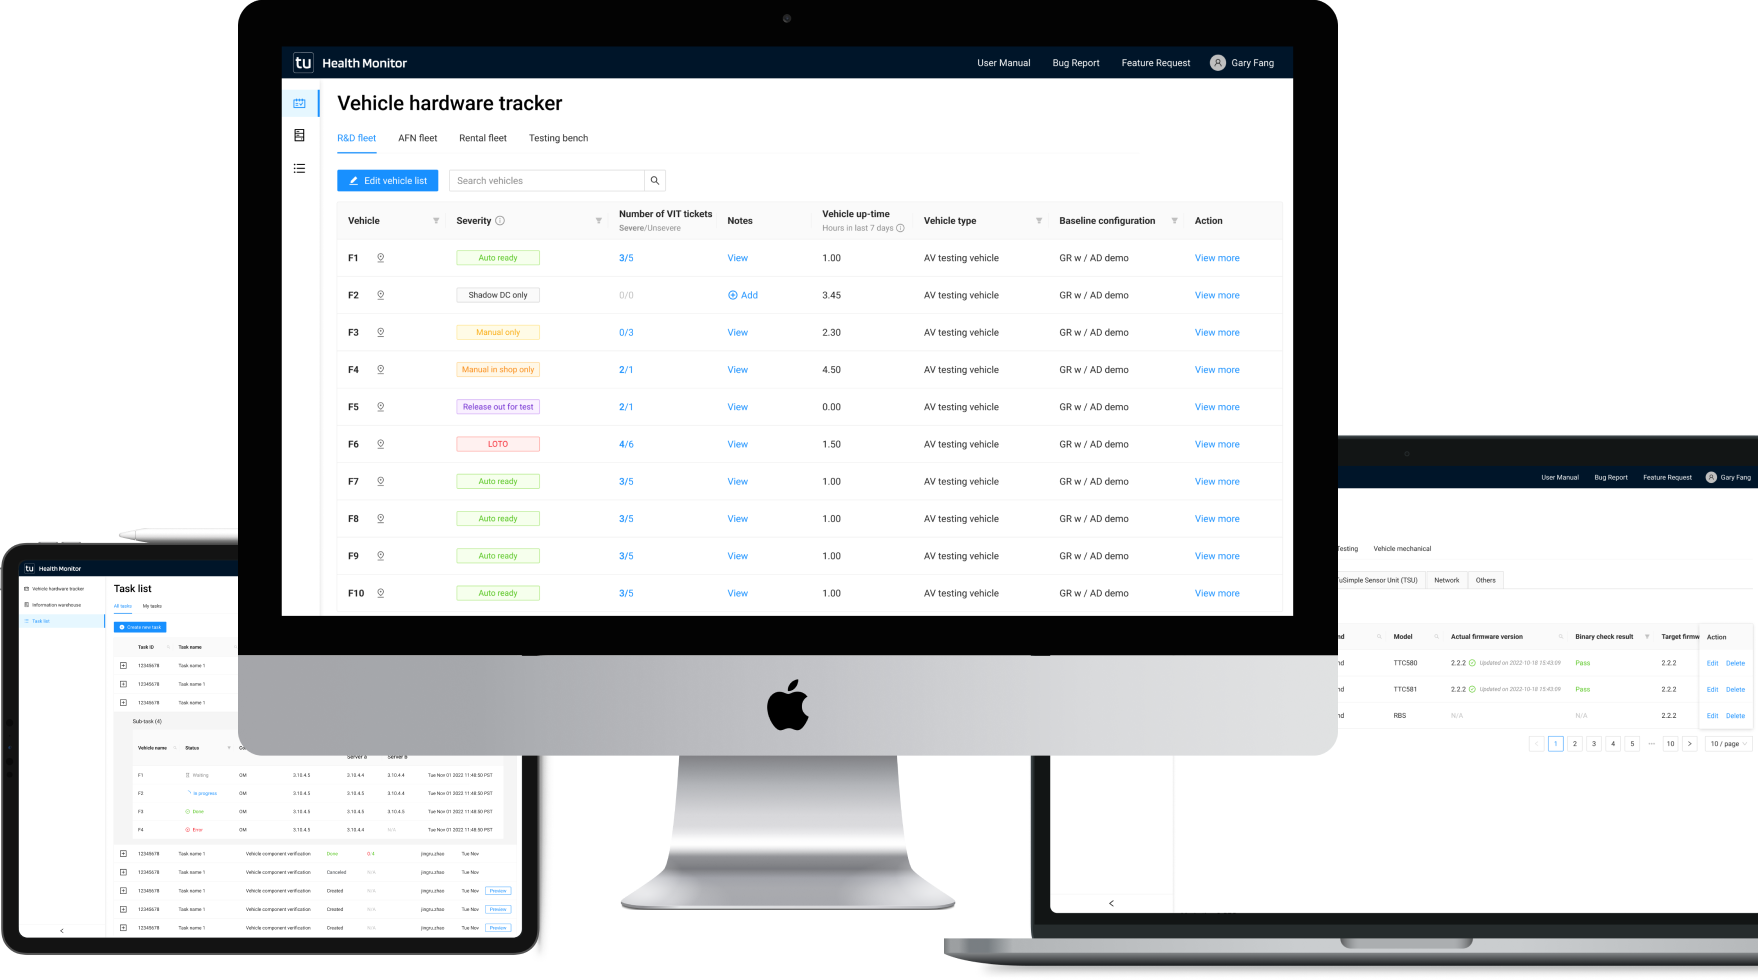 tu Health Monitor User Manual Bug Report Feature Request Gary Fang
Vehicle hardware tracker
R&D fleet AFN fleet Rental fleet Testing bench
Edit vehicle list Search vehicles
Vehicle Severity Number of VIT tickets Notes Vehicle up-time Vehicle type Baseline configuration Action
Severe/Unsevere Hours in last 7 days
F1 Auto ready 3/5 View 1.00 AV testing vehicle GR w / AD demo View more
F2 Shadow DC only 0/0 Add 3.45 AV testing vehicle GR w / AD demo View more
F3 Manual only 0/3 View 2.30 AV testing vehicle GR w / AD demo View more
F4 Manual in shop only 2/1 View 4.50 AV testing vehicle GR w / AD demo View more
F5 Release out for test 2/1 View 0.00 AV testing vehicle GR w / AD demo View more
F6 LOTO 4/6 View 1.50 AV testing vehicle GR w / AD demo View more
F7 Auto ready 3/5 View 1.00 AV testing vehicle GR w / AD demo View more
F8 Auto ready 3/5 View 1.00 AV testing vehicle GR w / AD demo View more
F9 Auto ready 3/5 View 1.00 AV testing vehicle GR w / AD demo View more
F10 Auto ready 3/5 View 1.00 AV testing vehicle GR w / AD demo View more
tu Health Monitor
Vehicle hardware tracker
Information warehouse
Task list
Task list
All tasks My tasks
Create new task
Task ID Task name
12345678 Task name 1
12345678 Task name 1
12345678 Task name 1
Sub-task (4)
Vehicle name Status Co
Server a Server b
F1 Waiting OM 3.10.4.5 3.10.4.4 3.10.4.4 Tue Nov 01 2022 11:48:50 PST
F2 In progress OM 3.10.4.5 3.10.4.5 3.10.4.4 Tue Nov 01 2022 11:48:50 PST
F3 Done OM 3.10.4.5 3.10.4.5 3.10.4.5 Tue Nov 01 2022 11:48:50 PST
F4 Error OM 3.10.4.5 3.10.4.4 N/A Tue Nov 01 2022 11:48:50 PST
12345678 Task name 1 Vehicle component verification Done 0/4 jingru.zhao Tue Nov
12345678 Task name 1 Vehicle component verification Canceled N/A jingru.zhao Tue Nov
12345678 Task name 1 Vehicle component verification Created N/A jingru.zhao Tue Nov Preview
12345678 Task name 1 Vehicle component verification Created N/A jingru.zhao Tue Nov Preview
12345678 Task name 1 Vehicle component verification Created N/A jingru.zhao Tue Nov Preview
User Manual Bug Report Feature Request Gary Fang
Testing Vehicle mechanical
TuSimple Sensor Unit (TSU) Network Others
nd Model Actual firmware version Binary check result Target firmw Action
nd TTC580 2.2.2 Updated on 2022-10-18 15:43:09 Pass 2.2.2 Edit Delete
nd TTC581 2.2.2 Updated on 2022-10-18 15:43:09 Pass 2.2.2 Edit Delete
nd RBS N/A N/A 2.2.2 Edit Delete
< 1 2 3 4 5 ••• 10 > 10 / page